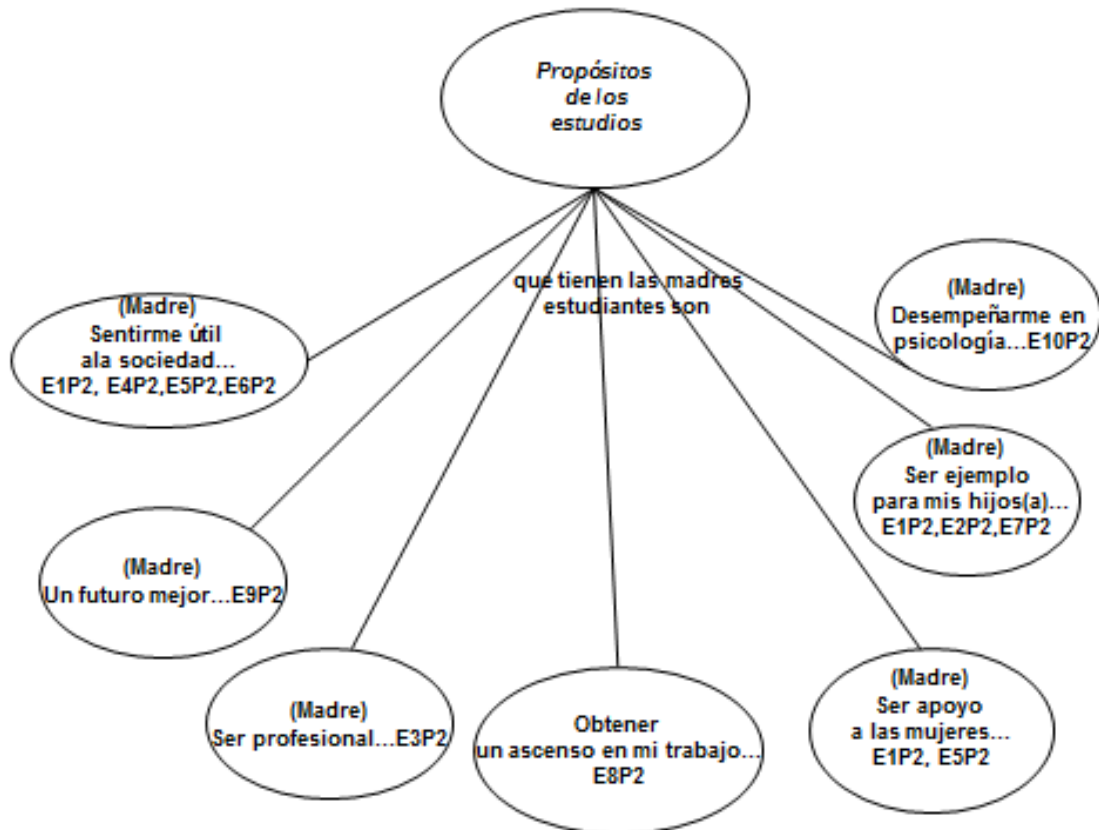 Propósitos
de los
estudios
que tienen las madres
estudiantes son
(Madre)
Sentirme útil
ala sociedad...
E1P2, E4P2,E5P2,E6P2
(Madre)
Desempeñarme en
psicología...E10P2
(Madre)
Ser ejemplo
para mis hijos(a)...
E1P2,E2P2,E7P2
(Madre)
Un futuro mejor...E9P2
(Madre)
Ser profesional...E3P2
Obtener
un ascenso en mi trabajo...
E8P2
(Madre)
Ser apoyo
a las mujeres...
E1P2, E5P2